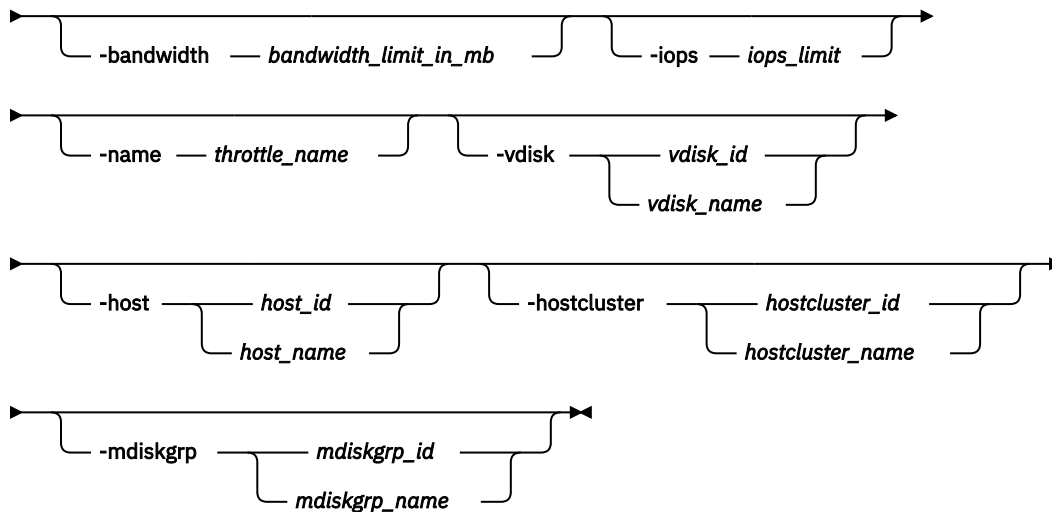 -bandwidth bandwidth_limit_in_mb -iops iops_limit
-name throttle_name -vdisk vdisk_id
vdisk_name
-host host_id -hostcluster hostcluster_id
host_name hostcluster_name
-mdiskgrp mdiskgrp_id
mdiskgrp_name